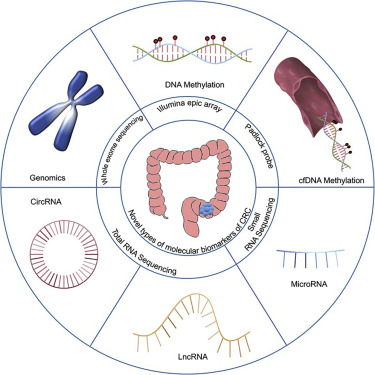 DNA Methylation
Illumina epic array
Whole exome sequencing
Padlock probe
Genomics
cfDNA Methylation
CircRNA
Novel types of molecular biomarkers of CRC
Small
RNA Sequencing
Total RNA Sequencing
MicroRNA
LncRNA